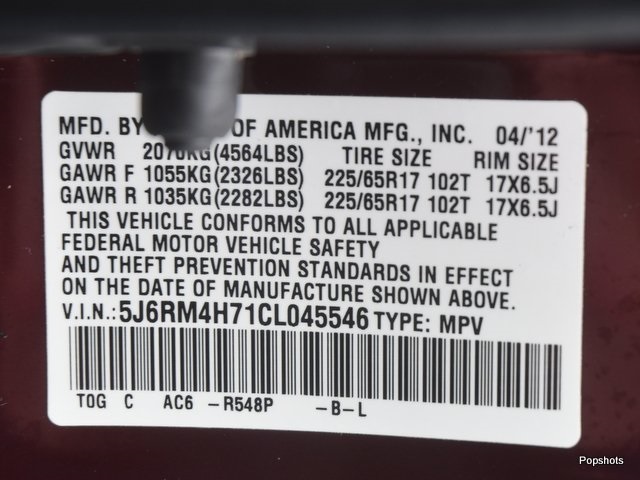 MFD. BY OF AMERICA MFG., INC. 04/'12
GVWR 2070KG(4564LBS) TIRE SIZE RIM SIZE
GAWR F 1055KG(2326LBS) 225/65R17 102T 17X6.5J
GAWR R 1035KG(2282LBS) 225/65R17 102T 17X6.5J
THIS VEHICLE CONFORMS TO ALL APPLICABLE
FEDERAL MOTOR VEHICLE SAFETY
AND THEFT PREVENTION STANDARDS IN EFFECT
ON THE DATE OF MANUFACTURE SHOWN ABOVE.
V.I.N.:5J6RM4H71CL045546 TYPE: MPV
TOG C AC6 -R548P -B-L
Popshots